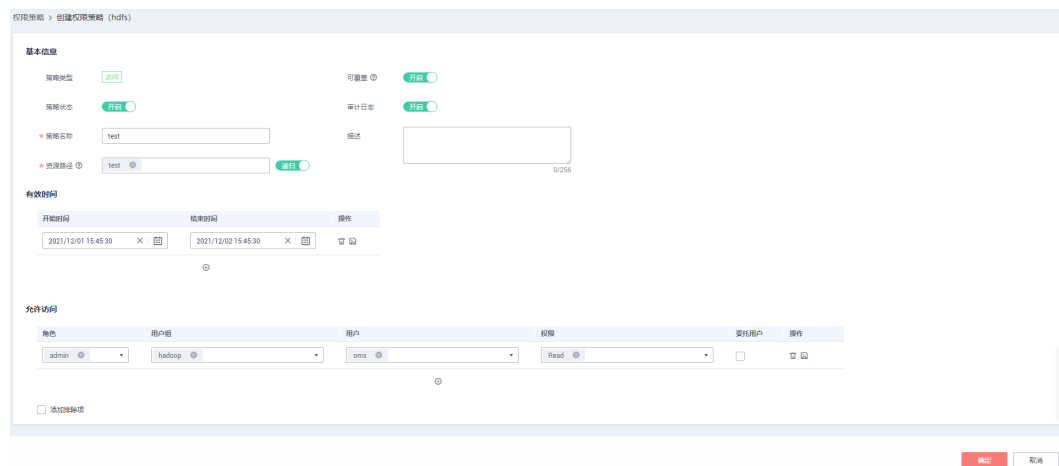 权限策略 > 创建权限策略 (hdfs)
基本信息
策略类型 访问 可覆盖 开启
策略状态 开启 审计日志 开启
* 策略名称 test 描述
* 资源路径 test 递归 0/256
有效时间
开始时间 结束时间 操作
2021/12/01 15:45:30 2021/12/02 15:45:30
允许访问
角色 用户组 用户 权限 委托用户 操作
admin hadoop oms Read
添加排除项
确定 取消